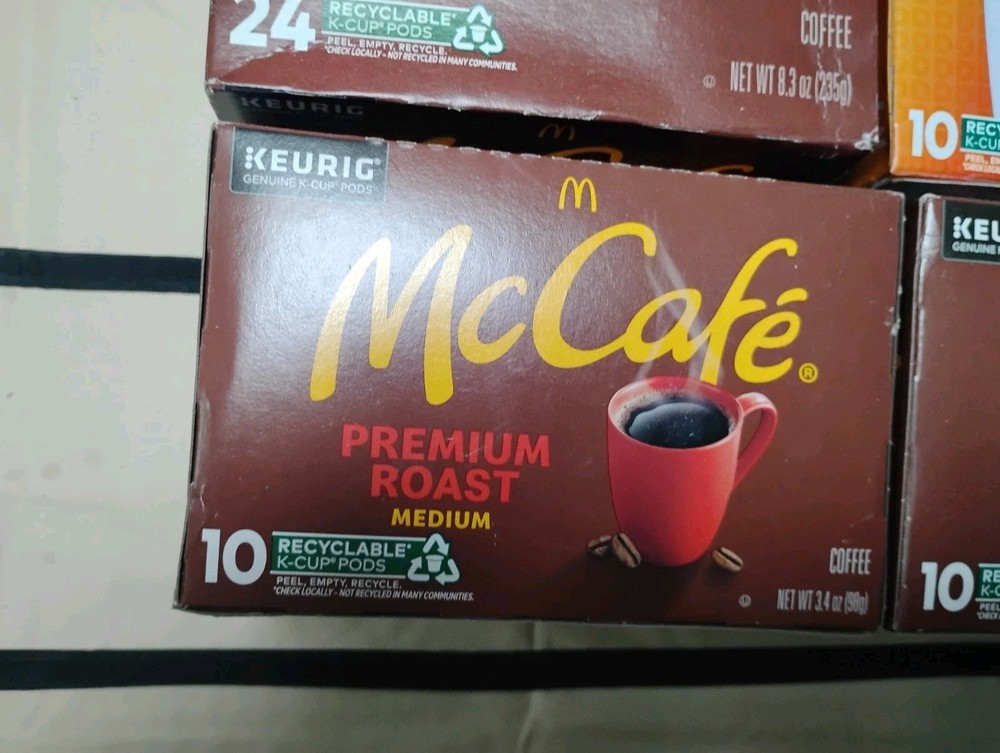 24
RECYCLABLE*
K-CUP® PODS
PEEL, EMPTY, RECYCLE.
*CHECK LOCALLY - NOT RECYCLED IN MANY COMMUNITIES.
COFFEE
NET WT 8.3 oz (235g)
KEURIG
10
KEURIG®
GENUINE K-CUP® PODS
McCafé®
PREMIUM
ROAST
MEDIUM
10
RECYCLABLE*
K-CUP® PODS
PEEL, EMPTY, RECYCLE.
*CHECK LOCALLY - NOT RECYCLED IN MANY COMMUNITIES.
COFFEE
NET WT 3.4 oz (98g)
KEU
GENUINE
10